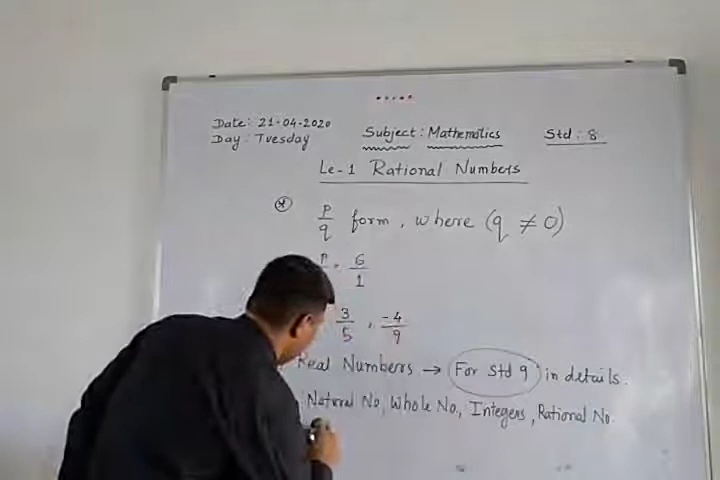 Date: 21-04-2020
Day: Tuesday
Subject: Mathematics
Std: 8
Le-1 Rational Numbers
* p/q form, where (q ≠ 0)
6/1
3/5, -4/9
Real Numbers → For Std 9 in details.
Natural No, Whole No, Integers, Rational No.